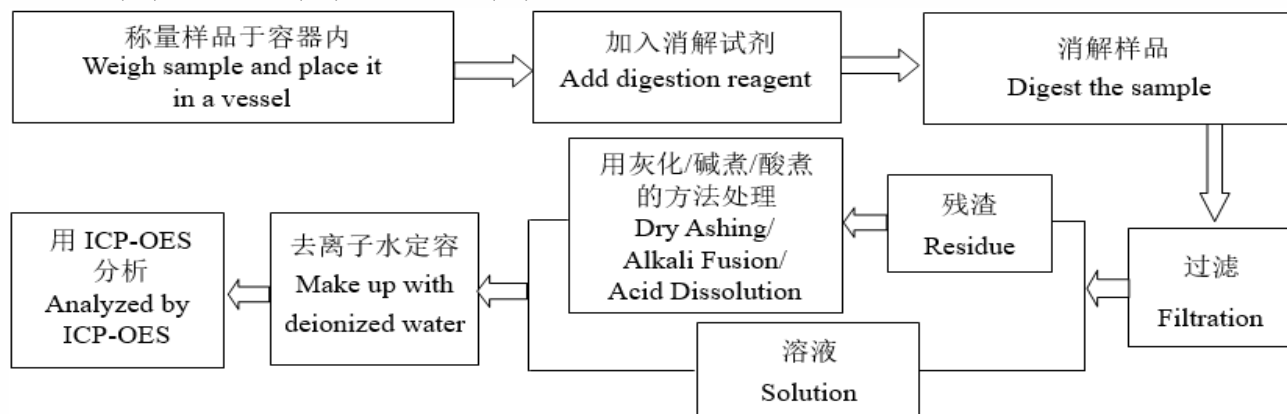 称量样品于容器内
Weigh sample and place it
in a vessel
加入消解试剂
Add digestion reagent
消解样品
Digest the sample
过滤
Filtration
残渣
Residue
用灰化/碱煮/酸煮
的方法处理
Dry Ashing/
Alkali Fusion/
Acid Dissolution
溶液
Solution
去离子水定容
Make up with
deionized water
用 ICP-OES
分析
Analyzed by
ICP-OES